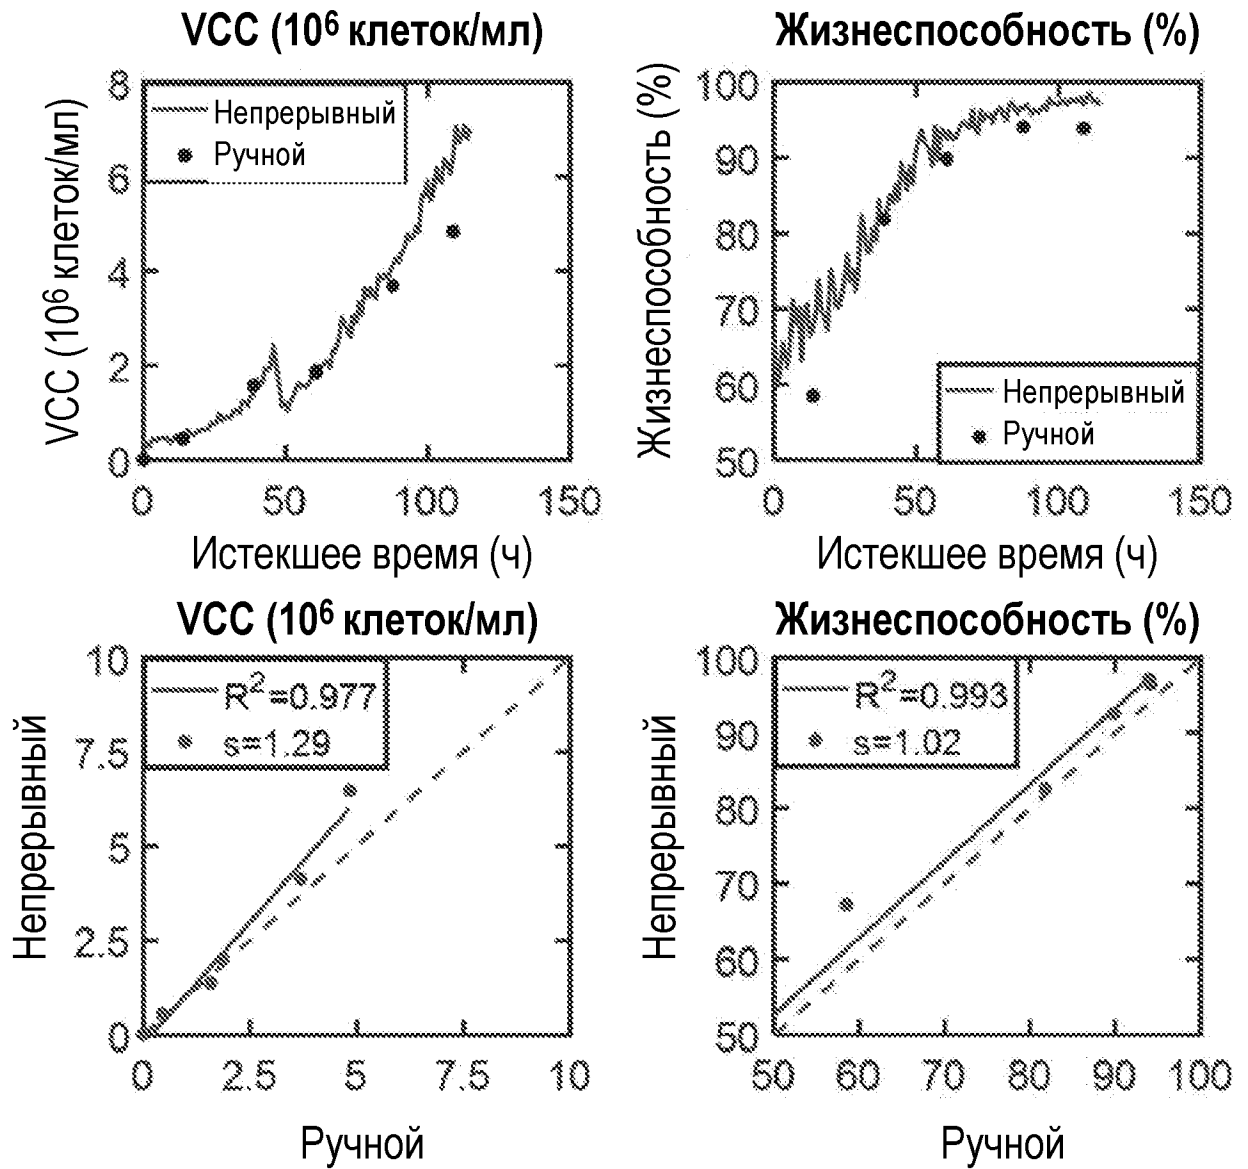 VCC (10⁶ клеток/мл)
VCC (10⁶ клеток/мл)
8
6
4
2
0
Непрерывный
Ручной
0 50 100 150
Истекшее время (ч)
Жизнеспособность (%)
Жизнеспособность (%)
100
90
80
70
60
50
Непрерывный
Ручной
0 50 100 150
Истекшее время (ч)
VCC (10⁶ клеток/мл)
Непрерывный
10
7.5
5
2.5
0
R²=0.977
s=1.29
0 2.5 5 7.5 10
Ручной
Жизнеспособность (%)
Непрерывный
100
90
80
70
60
50
R²=0.993
s=1.02
50 60 70 80 90 100
Ручной